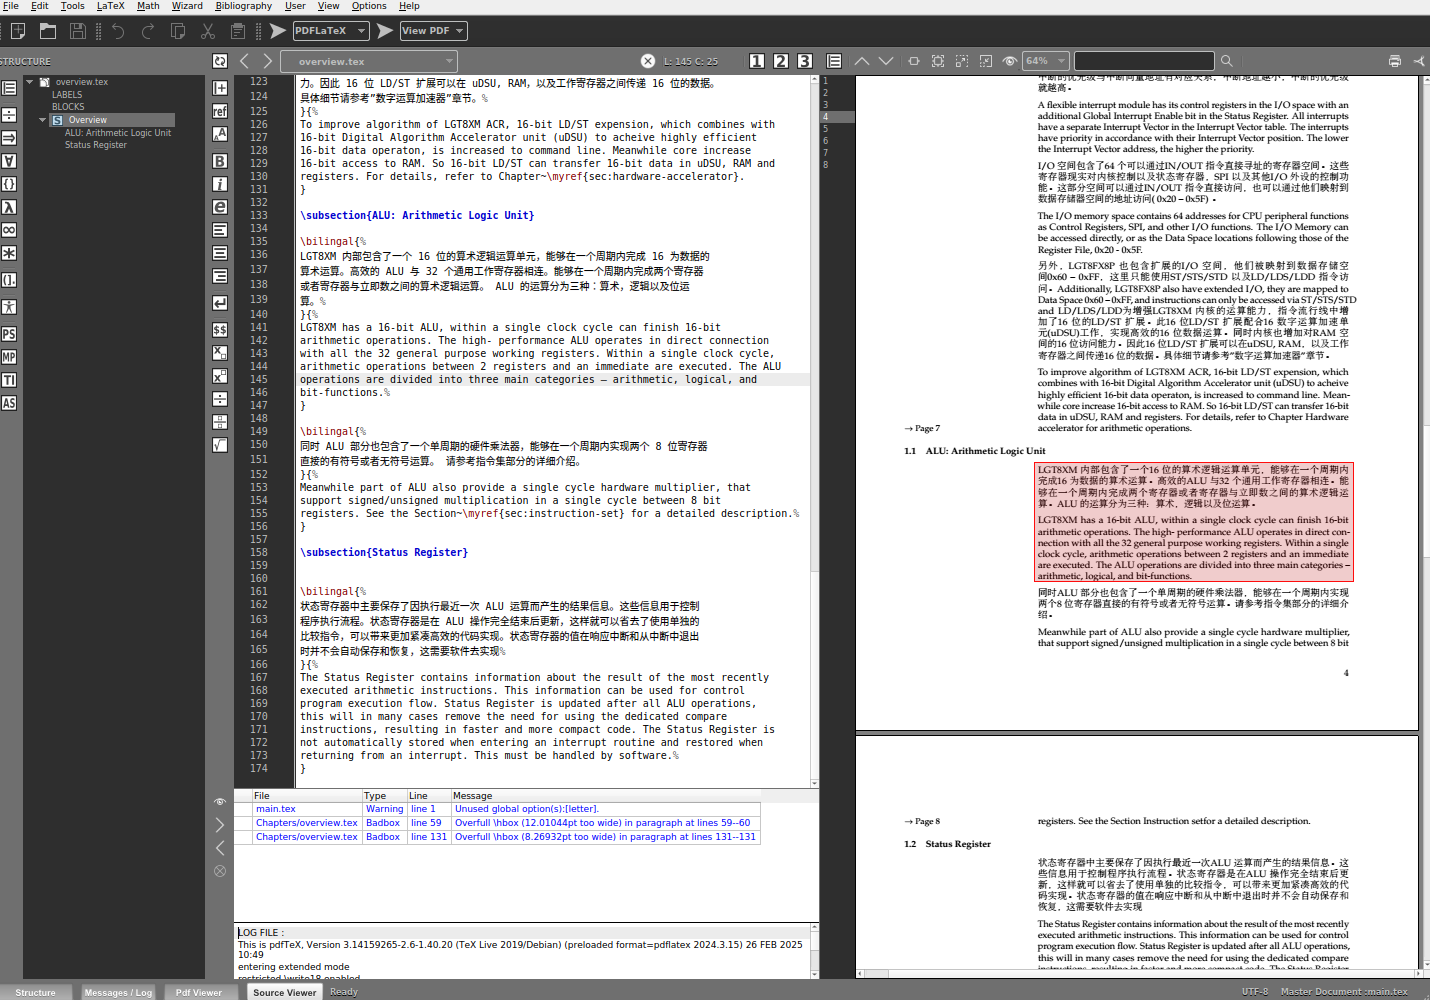 File Edit Tools LaTeX Math Wizard Bibliography User View Options Help
PDFLaTeX View PDF
STRUCTURE
overview.tex
L: 145 C: 25
1 2 3
64%
overview.tex
LABELS
BLOCKS
Overview
ALU: Arithmetic Logic Unit
Status Register
ref
PS
MP
TI
AS
$$
123 力。因此 16 位 LD/ST 扩展可以在 uDSU, RAM，以及工作寄存器之间传递 16 位的数据。
124 具体细节请参考”数字运算加速器”章节。%
125 }{%
126 To improve algorithm of LGT8XM ACR, 16-bit LD/ST expension, which combines with
127 16-bit Digital Algorithm Accelerator unit (uDSU) to acheive highly efficient
128 16-bit data operaton, is increased to command line. Meanwhile core increase
129 16-bit access to RAM. So 16-bit LD/ST can transfer 16-bit data in uDSU, RAM and
130 registers. For details, refer to Chapter~\myref{sec:hardware-accelerator}.
131 }
132
133 \subsection{ALU: Arithmetic Logic Unit}
134
135 \bilingal{%
136 LGT8XM 内部包含了一个 16 位的算术逻辑运算单元，能够在一个周期内完成 16 为数据的
137 算术运算。高效的 ALU 与 32 个通用工作寄存器相连。能够在一个周期内完成两个寄存器
138 或者寄存器与立即数之间的算术逻辑运算。 ALU 的运算分为三种：算术，逻辑以及位运
139 算。%
140 }{%
141 LGT8XM has a 16-bit ALU, within a single clock cycle can finish 16-bit
142 arithmetic operations. The high- performance ALU operates in direct connection
143 with all the 32 general purpose working registers. Within a single clock cycle,
144 arithmetic operations between 2 registers and an immediate are executed. The ALU
145 operations are divided into three main categories – arithmetic, logical, and
146 bit-functions.%
147 }
148
149 \bilingal{%
150 同时 ALU 部分也包含了一个单周期的硬件乘法器，能够在一个周期内实现两个 8 位寄存器
151 直接的有符号或者无符号运算。 请参考指令集部分的详细介绍。
152 }{%
153 Meanwhile part of ALU also provide a single cycle hardware multiplier, that
154 support signed/unsigned multiplication in a single cycle between 8 bit
155 registers. See the Section~\myref{sec:instruction-set} for a detailed description.%
156 }
157
158 \subsection{Status Register}
159
160
161 \bilingal{%
162 状态寄存器中主要保存了因执行最近一次 ALU 运算而产生的结果信息。这些信息用于控制
163 程序执行流程。状态寄存器是在 ALU 操作完全结束后更新，这样就可以省去了使用单独的
164 比较指令，可以带来更加紧凑高效的代码实现。状态寄存器的值在响应中断和从中断中退出
165 时并不会自动保存和恢复，这需要软件去实现%
166 }{%
167 The Status Register contains information about the result of the most recently
168 executed arithmetic instructions. This information can be used for control
169 program execution flow. Status Register is updated after all ALU operations,
170 this will in many cases remove the need for using the dedicated compare
171 instructions, resulting in faster and more compact code. The Status Register is
172 not automatically stored when entering an interrupt routine and restored when
173 returning from an interrupt. This must be handled by software.%
174 }
File Type Line Message
main.tex Warning line 1 Unused global option(s):[letter].
Chapters/overview.tex Badbox line 59 Overfull \hbox (12.01044pt too wide) in paragraph at lines 59--60
Chapters/overview.tex Badbox line 131 Overfull \hbox (8.26932pt too wide) in paragraph at lines 131--131
LOG FILE :
This is pdfTeX, Version 3.14159265-2.6-1.40.20 (TeX Live 2019/Debian) (preloaded format=pdflatex 2024.3.15) 26 FEB 2025
10:49
entering extended mode
restricted \write18 enabled
1
2
3
4
5
6
7
8
中断的优先级与中断向量地址有对应关系，中断地址越小，中断的优先级
就越高。
A flexible interrupt module has its control registers in the I/O space with an
additional Global Interrupt Enable bit in the Status Register. All interrupts
have a separate Interrupt Vector in the Interrupt Vector table. The interrupts
have priority in accordance with their Interrupt Vector position. The lower
the Interrupt Vector address, the higher the priority.
I/O 空间包含了64 个可以通过IN/OUT 指令直接寻址的寄存器空间。这些
寄存器现实对内核控制以及状态寄存器，SPI 以及其他I/O 外设的控制功
能。这部分空间可以通过IN/OUT 指令直接访问，也可以通过他们映射到
数据存储器空间的地址访问( 0x20 – 0x5F) 。
The I/O memory space contains 64 addresses for CPU peripheral functions
as Control Registers, SPI, and other I/O functions. The I/O Memory can
be accessed directly, or as the Data Space locations following those of the
Register File, 0x20 - 0x5F.
另外，LGT8FX8P 也包含扩展的I/O 空间，他们被映射到数据存储空
间0x60 – 0xFF，这里只能使用ST/STS/STD 以及LD/LDS/LDD 指令访
问。Additionally, LGT8FX8P also have extended I/O, they are mapped to
Data Space 0x60 – 0xFF, and instructions can only be accessed via ST/STS/STD
and LD/LDS/LDD为增强LGT8XM 内核的运算能力，指令流行线中增
加了16 位的LD/ST 扩展。此16 位LD/ST 扩展配合16 数字运算加速单
元(uDSU)工作，实现高效的16 位数据运算。同时内核也增加对RAM 空
间的16 位访问能力。因此16 位LD/ST 扩展可以在uDSU, RAM，以及工作
寄存器之间传递16 位的数据。具体细节请参考”数字运算加速器”章节。
To improve algorithm of LGT8XM ACR, 16-bit LD/ST expension, which
combines with 16-bit Digital Algorithm Accelerator unit (uDSU) to acheive
highly efficient 16-bit data operaton, is increased to command line. Mean-
while core increase 16-bit access to RAM. So 16-bit LD/ST can transfer 16-bit
data in uDSU, RAM and registers. For details, refer to Chapter Hardware
→ Page 7 accelerator for arithmetic operations.
1.1 ALU: Arithmetic Logic Unit
LGT8XM 内部包含了一个16 位的算术逻辑运算单元，能够在一个周期内
完成16 为数据的算术运算。高效的ALU 与32 个通用工作寄存器相连。能
够在一个周期内完成两个寄存器或者寄存器与立即数之间的算术逻辑运
算。ALU 的运算分为三种：算术，逻辑以及位运算。
LGT8XM has a 16-bit ALU, within a single clock cycle can finish 16-bit
arithmetic operations. The high- performance ALU operates in direct con-
nection with all the 32 general purpose working registers. Within a single
clock cycle, arithmetic operations between 2 registers and an immediate
are executed. The ALU operations are divided into three main categories –
arithmetic, logical, and bit-functions.
同时ALU 部分也包含了一个单周期的硬件乘法器，能够在一个周期内实现
两个8 位寄存器直接的有符号或者无符号运算。请参考指令集部分的详细介
绍。
Meanwhile part of ALU also provide a single cycle hardware multiplier,
that support signed/unsigned multiplication in a single cycle between 8 bit
4
→ Page 8 registers. See the Section Instruction setfor a detailed description.
1.2 Status Register
状态寄存器中主要保存了因执行最近一次ALU 运算而产生的结果信息。这
些信息用于控制程序执行流程。状态寄存器是在ALU 操作完全结束后更
新，这样就可以省去了使用单独的比较指令，可以带来更加紧凑高效的代
码实现。状态寄存器的值在响应中断和从中断中退出时并不会自动保存和
恢复，这需要软件去实现
The Status Register contains information about the result of the most recently
executed arithmetic instructions. This information can be used for control
program execution flow. Status Register is updated after all ALU operations,
this will in many cases remove the need for using the dedicated compare
instructions, resulting in faster and more compact code. The Status Register
Structure Messages / Log Pdf Viewer Source Viewer Ready UTF-8 Master Document :main.tex